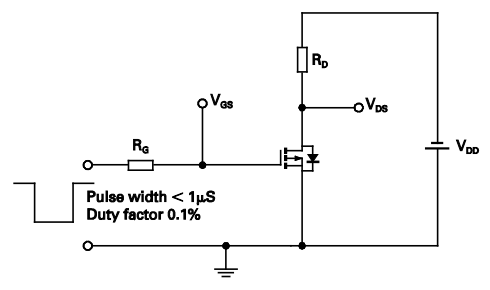 R_D
V_GS
V_DS
R_G
V_DD
Pulse width < 1µS
Duty factor 0.1%